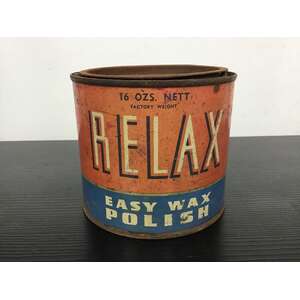 16 OZS. NETT
FACTORY WEIGHT
RELAX
EASY WAX
POLISH